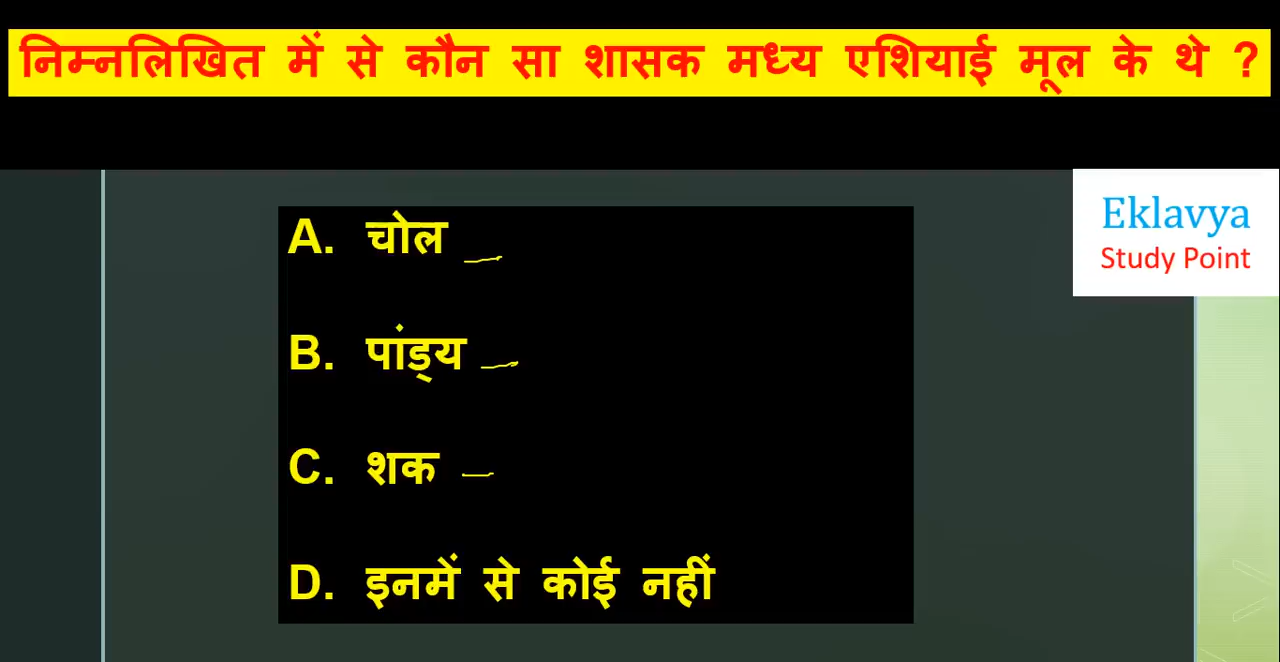 निम्नलिखित में से कौन सा शासक मध्य एशियाई मूल के थे ?
Eklavya
Study Point
A. चोल
B. पांड्य
C. शक
D. इनमें से कोई नहीं